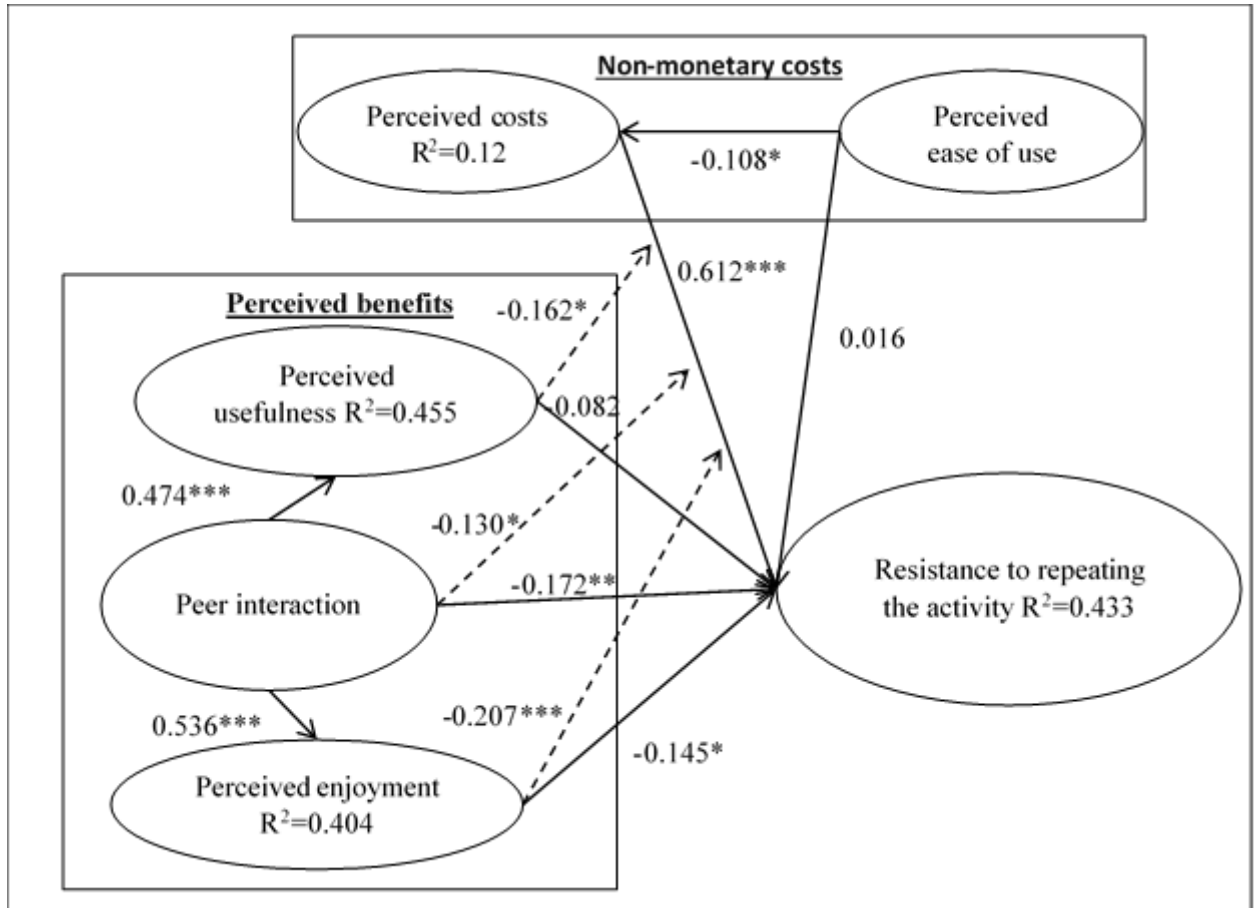 Non-monetary costs
Perceived costs
R²=0.12
Perceived
ease of use
-0.108*
0.612***
Perceived benefits
-0.162*
0.016
Perceived
usefulness R²=0.455
-0.082
0.474***
-0.130*
Peer interaction
-0.172**
Resistance to repeating
the activity R²=0.433
0.536***
-0.207***
-0.145*
Perceived enjoyment
R²=0.404